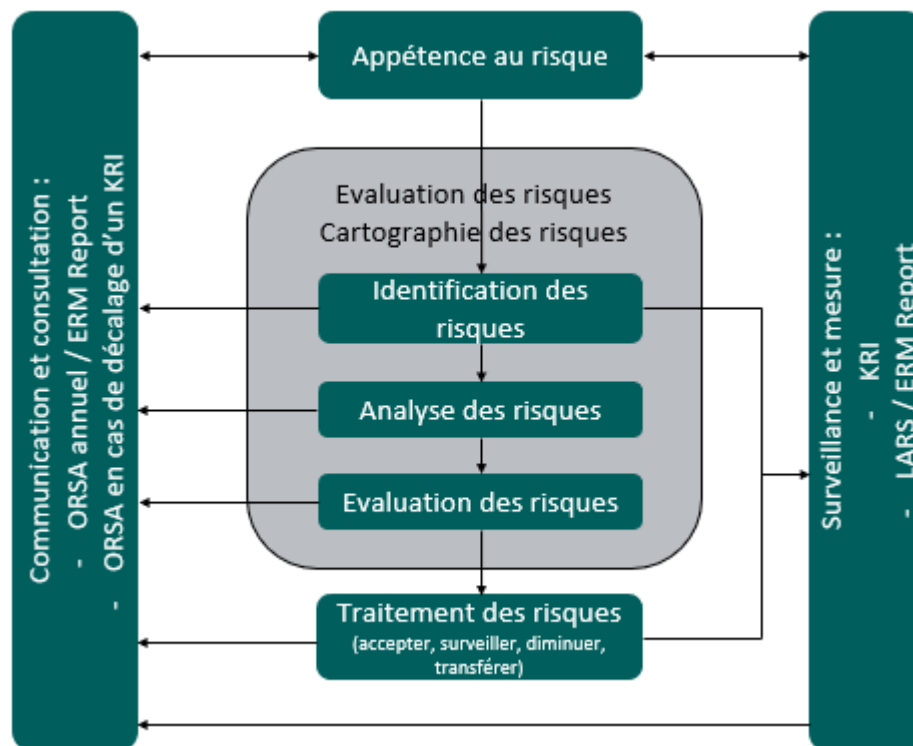 Communication et consultation :
- ORSA annuel / ERM Report
- ORSA en cas de décalage d’un KRI
Appétence au risque
Evaluation des risques
Cartographie des risques
Identification des
risques
Analyse des risques
Evaluation des risques
Traitement des risques
(accepter, surveiller, diminuer,
transférer)
Surveillance et mesure :
- KRI
- LARS / ERM Report